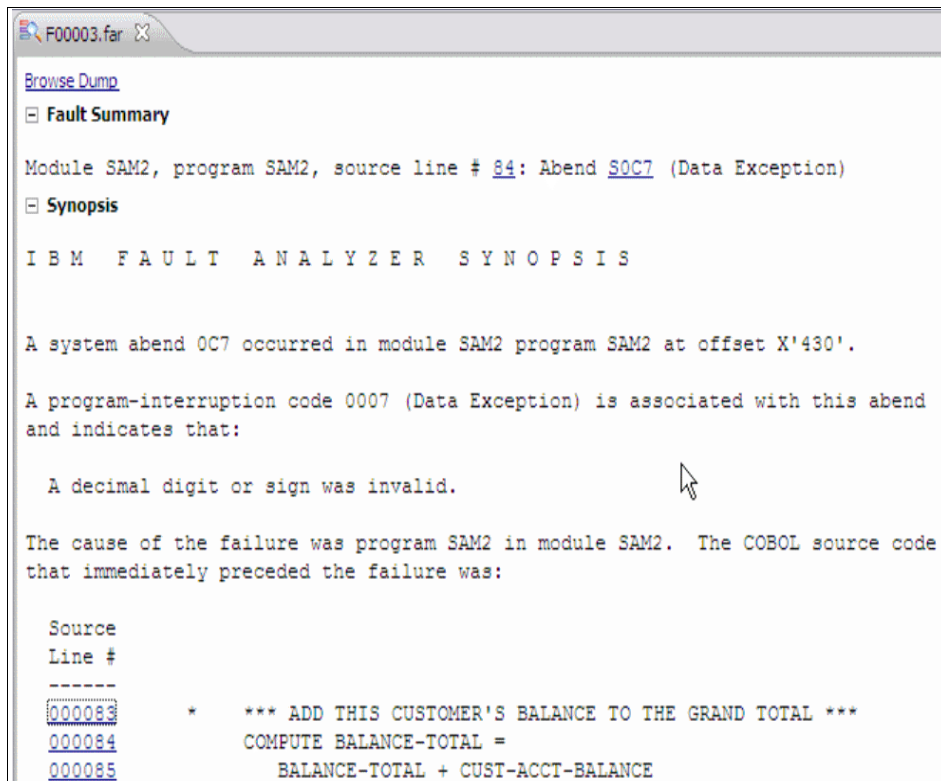 F00003.far
Browse Dump
Fault Summary
Module SAM2, program SAM2, source line # 84: Abend S0C7 (Data Exception)
Synopsis
I B M   F A U L T   A N A L Y Z E R   S Y N O P S I S
A system abend 0C7 occurred in module SAM2 program SAM2 at offset X'430'.
A program-interruption code 0007 (Data Exception) is associated with this abend
and indicates that:
A decimal digit or sign was invalid.
The cause of the failure was program SAM2 in module SAM2.  The COBOL source code
that immediately preceded the failure was:
Source
Line #
------
000083      *    *** ADD THIS CUSTOMER'S BALANCE TO THE GRAND TOTAL ***
000084           COMPUTE BALANCE-TOTAL =
000085              BALANCE-TOTAL + CUST-ACCT-BALANCE